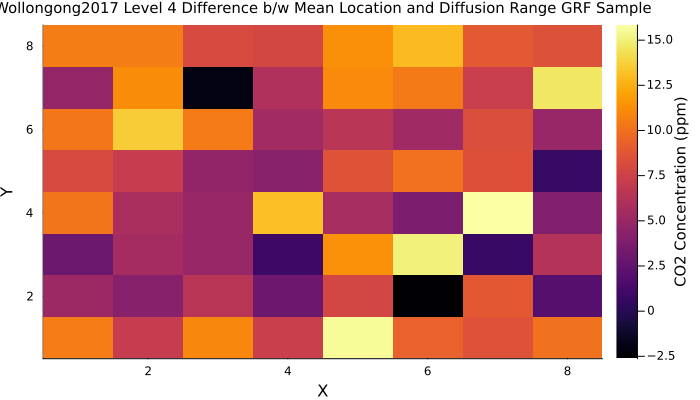 Wollongong2017 Level 4 Difference b/w Mean Location and Diffusion Range GRF Sample
8
6
4
2
Y
2 4 6 8
X
15.0
12.5
10.0
7.5
5.0
2.5
0
−2.5
CO2 Concentration (ppm)